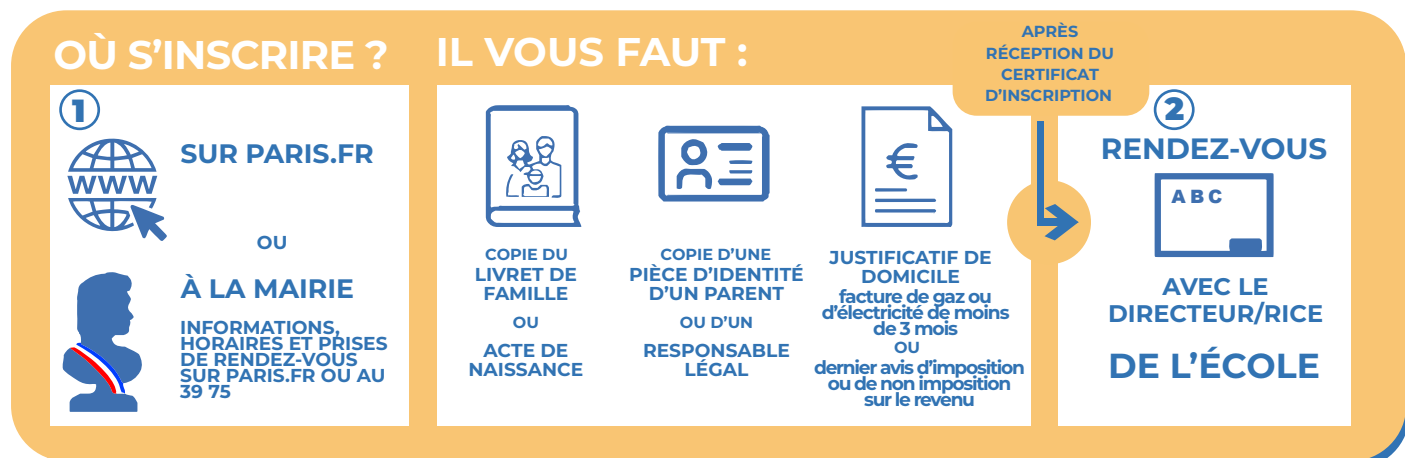 OÙ S'INSCRIRE ?
1
WWW
SUR PARIS.FR
OU
À LA MAIRIE
INFORMATIONS,
HORAIRES ET PRISES
DE RENDEZ-VOUS
SUR PARIS.FR OU AU
39 75
IL VOUS FAUT :
COPIE DU
LIVRET DE
FAMILLE
OU
ACTE DE
NAISSANCE
COPIE D'UNE
PIÈCE D'IDENTITÉ
D'UN PARENT
OU D'UN
RESPONSABLE
LÉGAL
€
JUSTIFICATIF DE
DOMICILE
facture de gaz ou
d'électricité de moins
de 3 mois
OU
dernier avis d'imposition
ou de non imposition
sur le revenu
APRÈS
RÉCEPTION DU
CERTIFICAT
D'INSCRIPTION
2
RENDEZ-VOUS
A B C
AVEC LE
DIRECTEUR/RICE
DE L'ÉCOLE